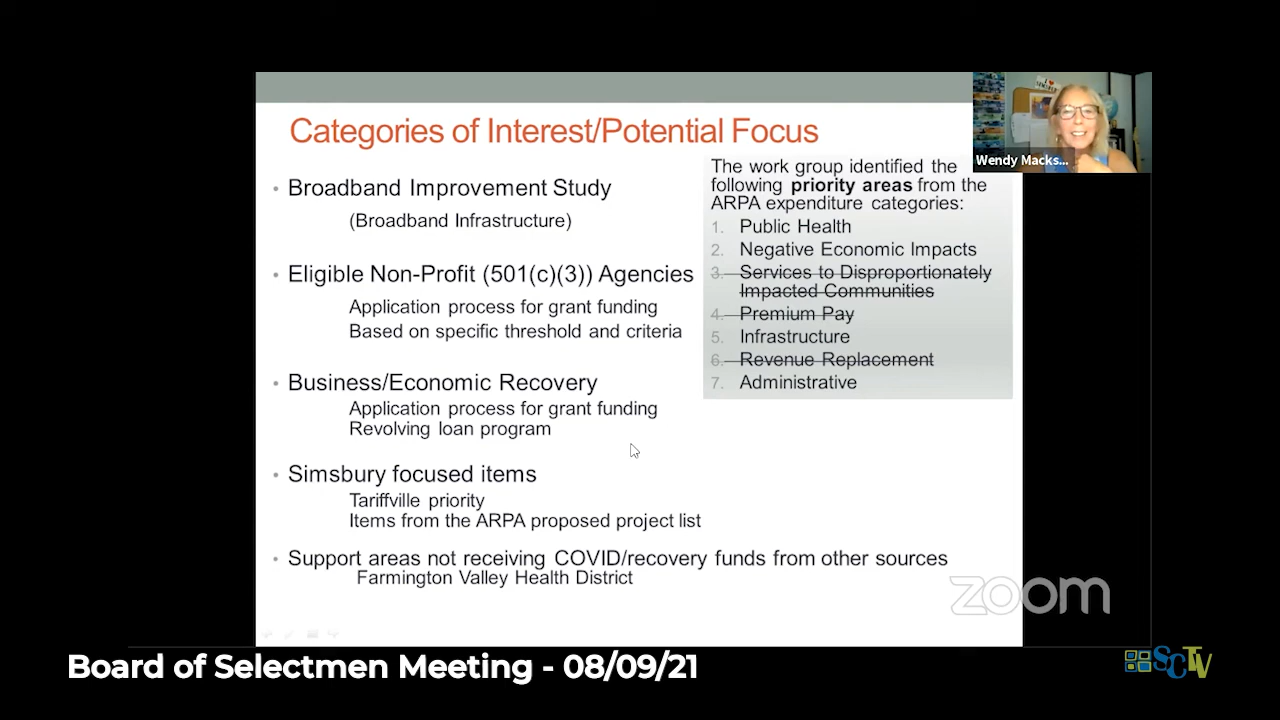 Categories of Interest/Potential Focus
• Broadband Improvement Study
(Broadband Infrastructure)
• Eligible Non-Profit (501(c)(3)) Agencies
Application process for grant funding
Based on specific threshold and criteria
• Business/Economic Recovery
Application process for grant funding
Revolving loan program
• Simsbury focused items
Tariffville priority
Items from the ARPA proposed project list
• Support areas not receiving COVID/recovery funds from other sources
Farmington Valley Health District
The work group identified the
following priority areas from the
ARPA expenditure categories:
1. Public Health
2. Negative Economic Impacts
3. Services to Disproportionately
Impacted Communities
4. Premium Pay
5. Infrastructure
6. Revenue Replacement
7. Administrative
Wendy Macks...
zoom
Board of Selectmen Meeting - 08/09/21
SCTV